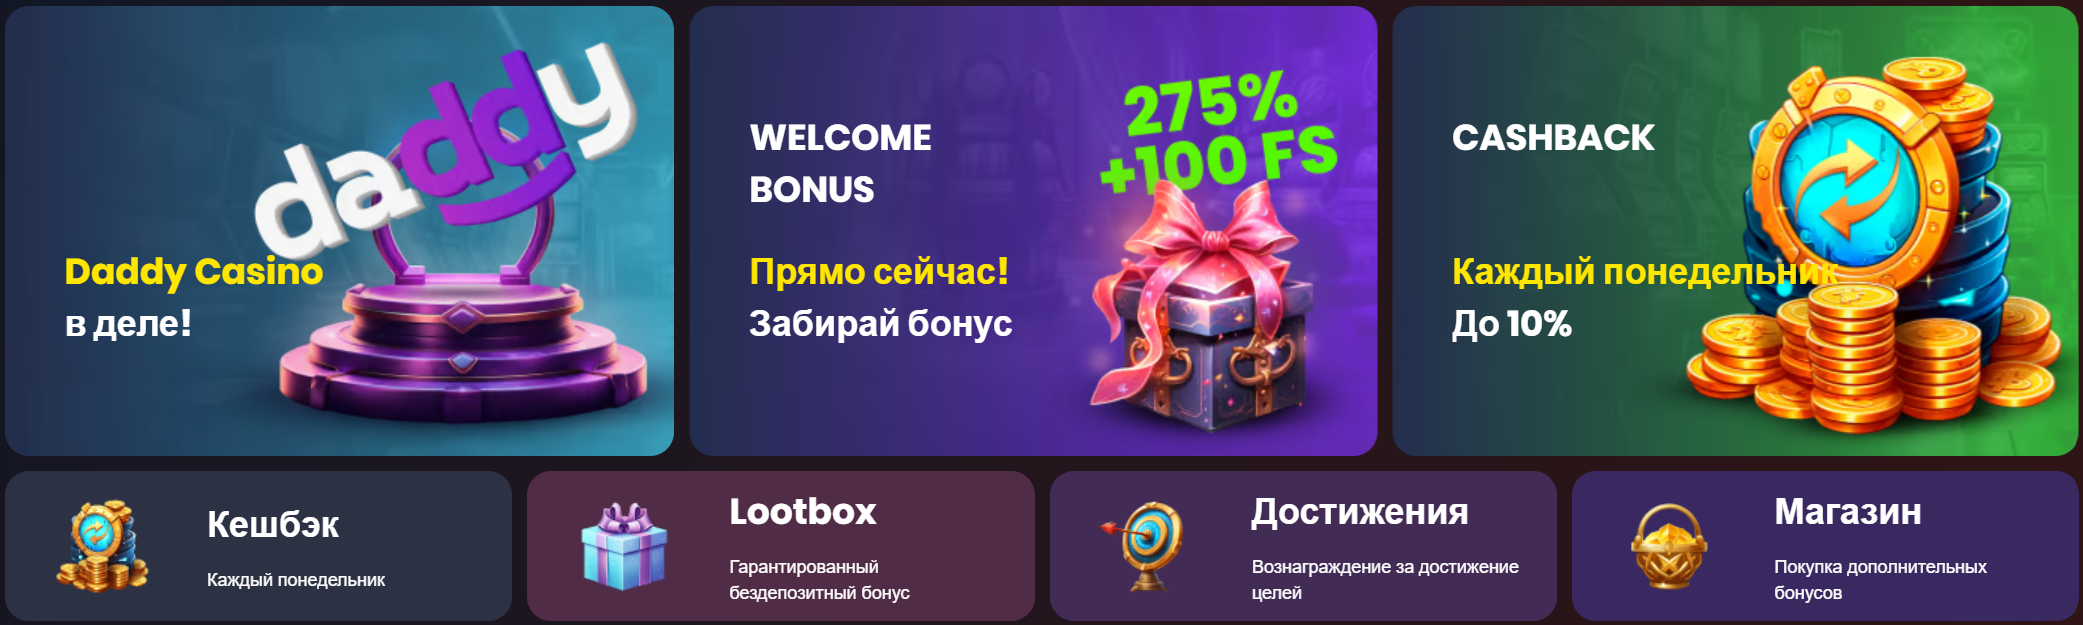 daddy
Daddy Casino
в деле!
WELCOME
BONUS
275%
+100 FS
Прямо сейчас!
Забирай бонус
CASHBACK
Каждый понедельник
До 10%
Кешбэк
Каждый понедельник
Lootbox
Гарантированный
бездепозитный бонус
Достижения
Вознаграждение за достижение
целей
Магазин
Покупка дополнительных
бонусов